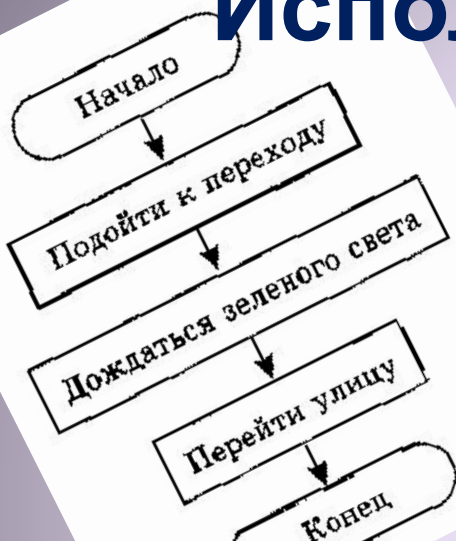 Начало
Подойти к переходу
Дождаться зеленого света
Перейти улицу
Конец